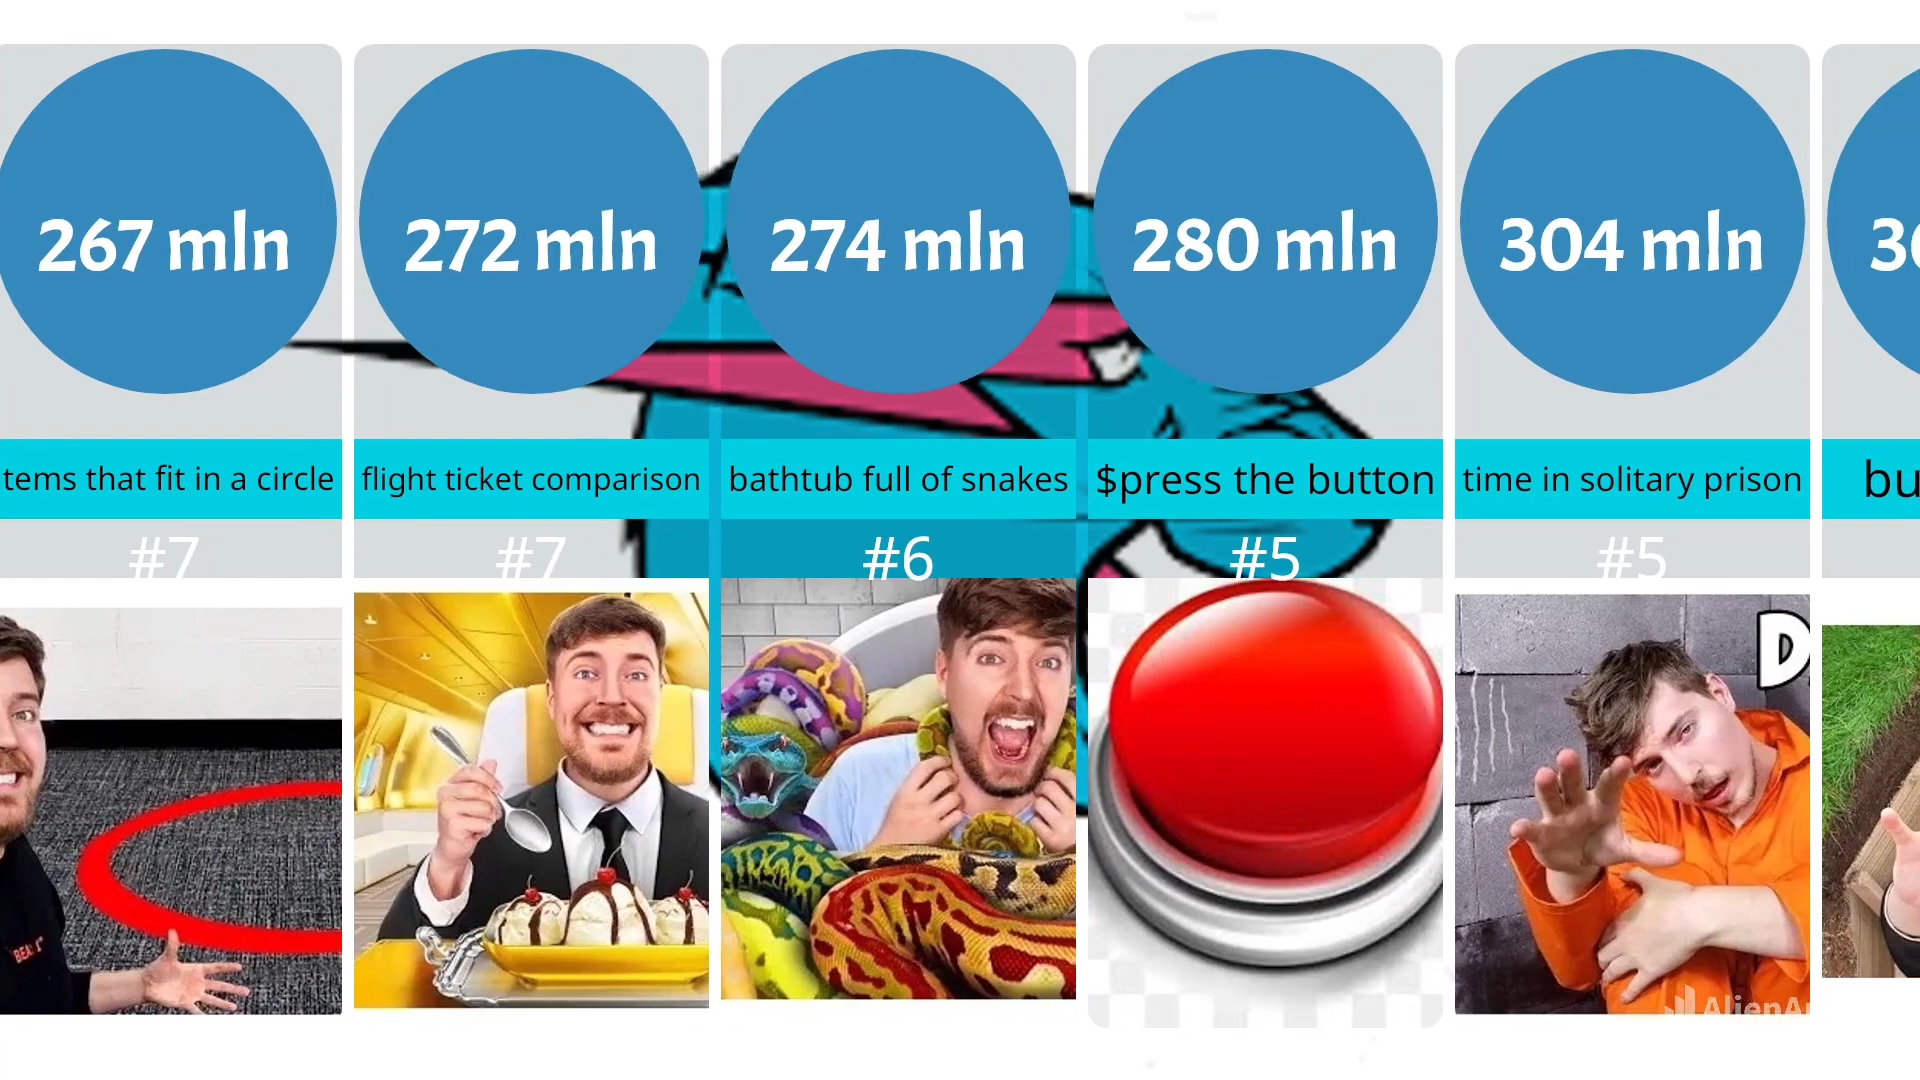 267 mln
272 mln
274 mln
280 mln
304 mln
tems that fit in a circle
flight ticket comparison
bathtub full of snakes
$press the button
time in solitary prison
#7
#7
#6
#5
#5